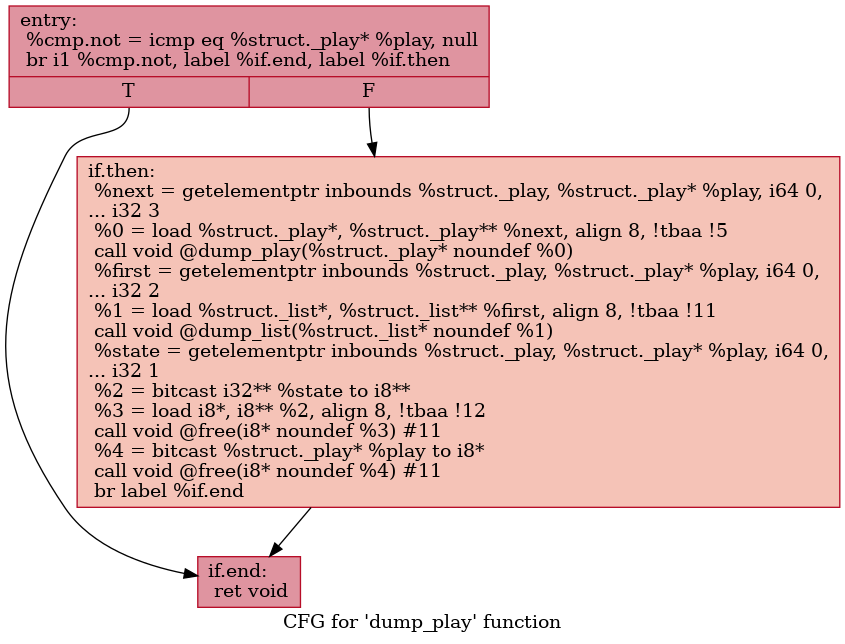 entry:
%cmp.not = icmp eq %struct._play* %play, null
br i1 %cmp.not, label %if.end, label %if.then
T
F
if.then:
%next = getelementptr inbounds %struct._play, %struct._play* %play, i64 0,
... i32 3
%0 = load %struct._play*, %struct._play** %next, align 8, !tbaa !5
call void @dump_play(%struct._play* noundef %0)
%first = getelementptr inbounds %struct._play, %struct._play* %play, i64 0,
... i32 2
%1 = load %struct._list*, %struct._list** %first, align 8, !tbaa !11
call void @dump_list(%struct._list* noundef %1)
%state = getelementptr inbounds %struct._play, %struct._play* %play, i64 0,
... i32 1
%2 = bitcast i32** %state to i8**
%3 = load i8*, i8** %2, align 8, !tbaa !12
call void @free(i8* noundef %3) #11
%4 = bitcast %struct._play* %play to i8*
call void @free(i8* noundef %4) #11
br label %if.end
if.end:
ret void
CFG for 'dump_play' function